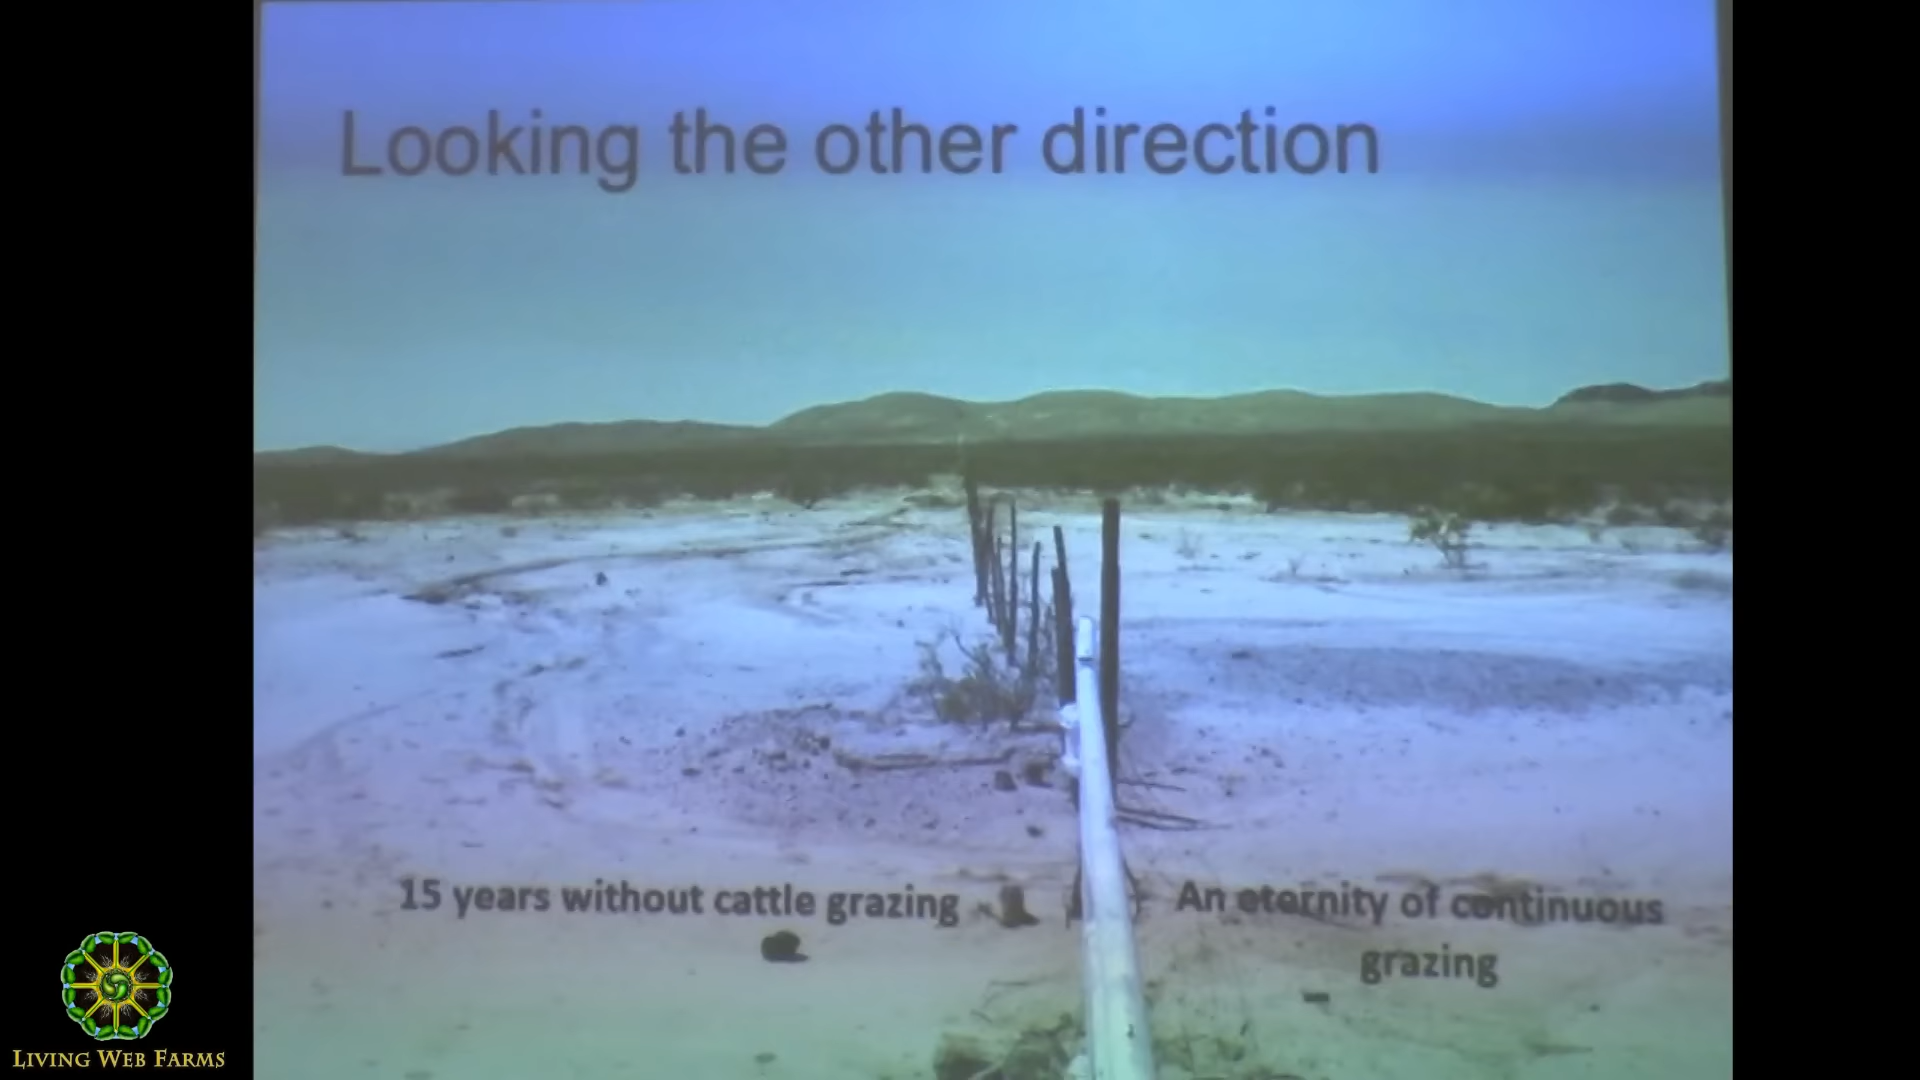 Looking the other direction
15 years without cattle grazing
An eternity of continuous
grazing
LIVING WEB FARMS